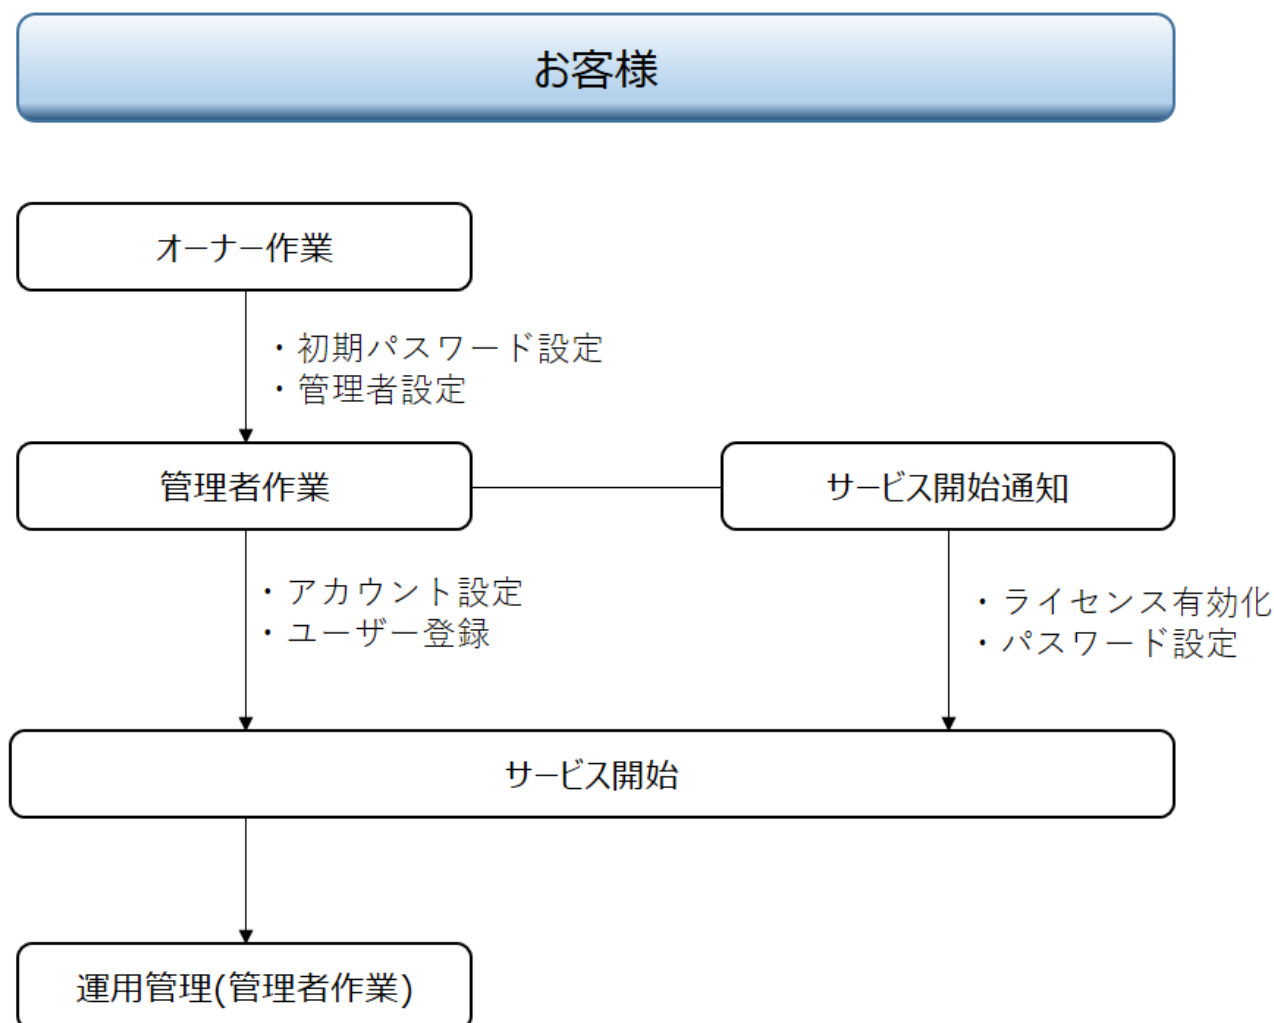 お客様
オーナー作業
・初期パスワード設定
・管理者設定
管理者作業
サービス開始通知
・アカウント設定
・ユーザー登録
・ライセンス有効化
・パスワード設定
サービス開始
運用管理(管理者作業)